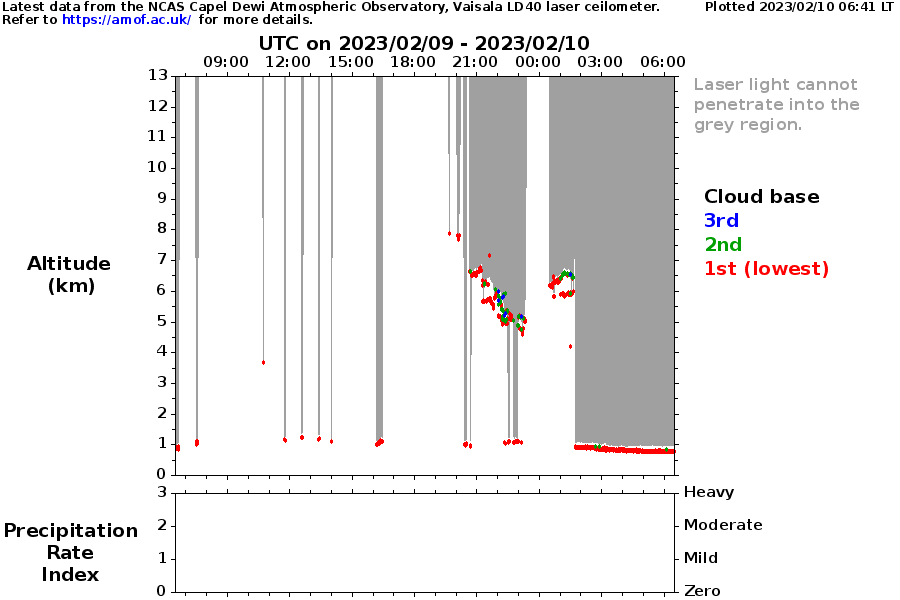 Latest data from the NCAS Capel Dewi Atmospheric Observatory, Vaisala LD40 laser ceilometer.
Plotted 2023/02/10 06:41 LT
Refer to https://amof.ac.uk/ for more details.
UTC on 2023/02/09 - 2023/02/10
09:00 12:00 15:00 18:00 21:00 00:00 03:00 06:00
13
12
11
10
9
8
7
6
5
4
3
2
1
0
Altitude
(km)
Laser light cannot
penetrate into the
grey region.
Cloud base
3rd
2nd
1st (lowest)
3
2
1
0
Precipitation
Rate
Index
Heavy
Moderate
Mild
Zero